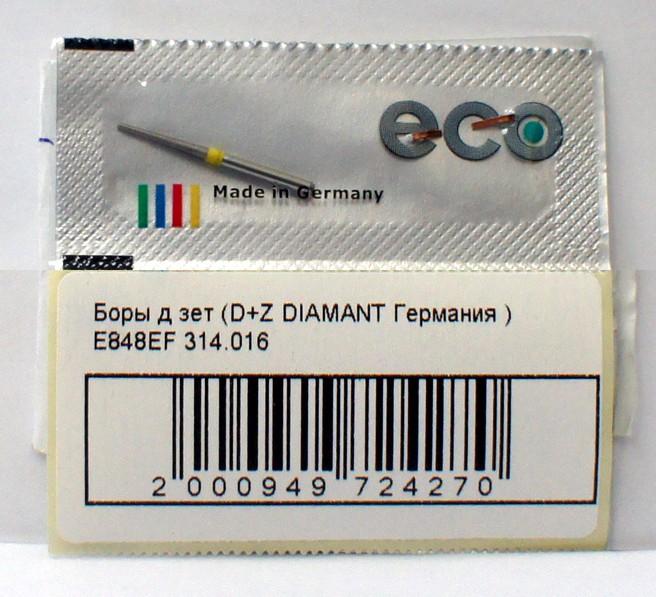 eco
Made in Germany
Боры д зет (D+Z DIAMANT Германия )
E848EF 314.016
2 000949 724270